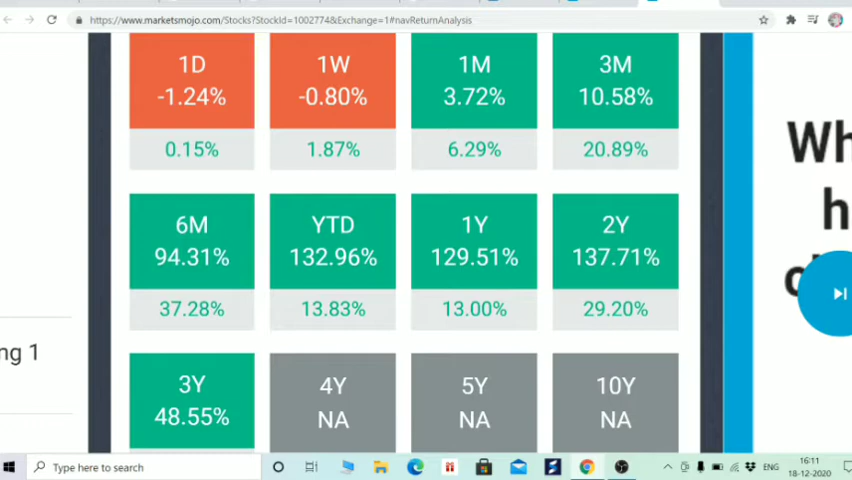 https://www.marketsmojo.com/Stocks?StockId=1002774&Exchange=1#navReturnAnalysis
1D 1W 1M 3M
-1.24% -0.80% 3.72% 10.58%
0.15% 1.87% 6.29% 20.89%
6M YTD 1Y 2Y
94.31% 132.96% 129.51% 137.71%
37.28% 13.83% 13.00% 29.20%
3Y 4Y 5Y 10Y
48.55% NA NA NA
ng 1
Wh
h
Type here to search
ENG
16:11
18-12-2020